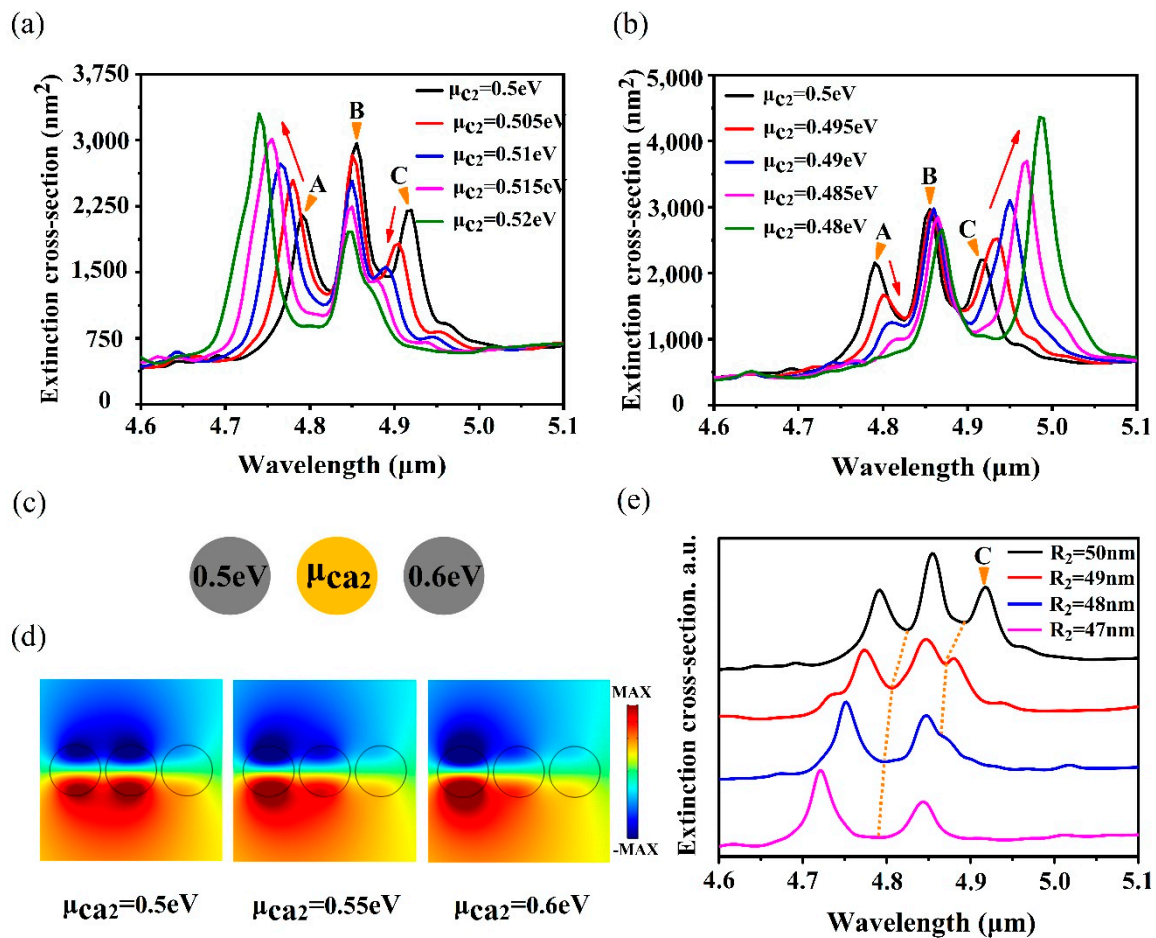 (a)
Extinction cross-section (nm²)
3,750
3,000
2,250
1,500
750
0
4.6 4.7 4.8 4.9 5.0 5.1
Wavelength (μm)
A
B
C
μc2=0.5eV
μc2=0.505eV
μc2=0.51eV
μc2=0.515eV
μc2=0.52eV
(b)
Extinction cross-section (nm²)
5,000
4,000
3,000
2,000
1,000
0
4.6 4.7 4.8 4.9 5.0 5.1
Wavelength (μm)
μc2=0.5eV
μc2=0.495eV
μc2=0.49eV
μc2=0.485eV
μc2=0.48eV
A
B
C
(c)
0.5eV μca2 0.6eV
(d)
MAX
-MAX
μca2=0.5eV μca2=0.55eV μca2=0.6eV
(e)
Extinction cross-section. a.u.
C
R2=50nm
R2=49nm
R2=48nm
R2=47nm
4.6 4.7 4.8 4.9 5.0 5.1
Wavelength (μm)